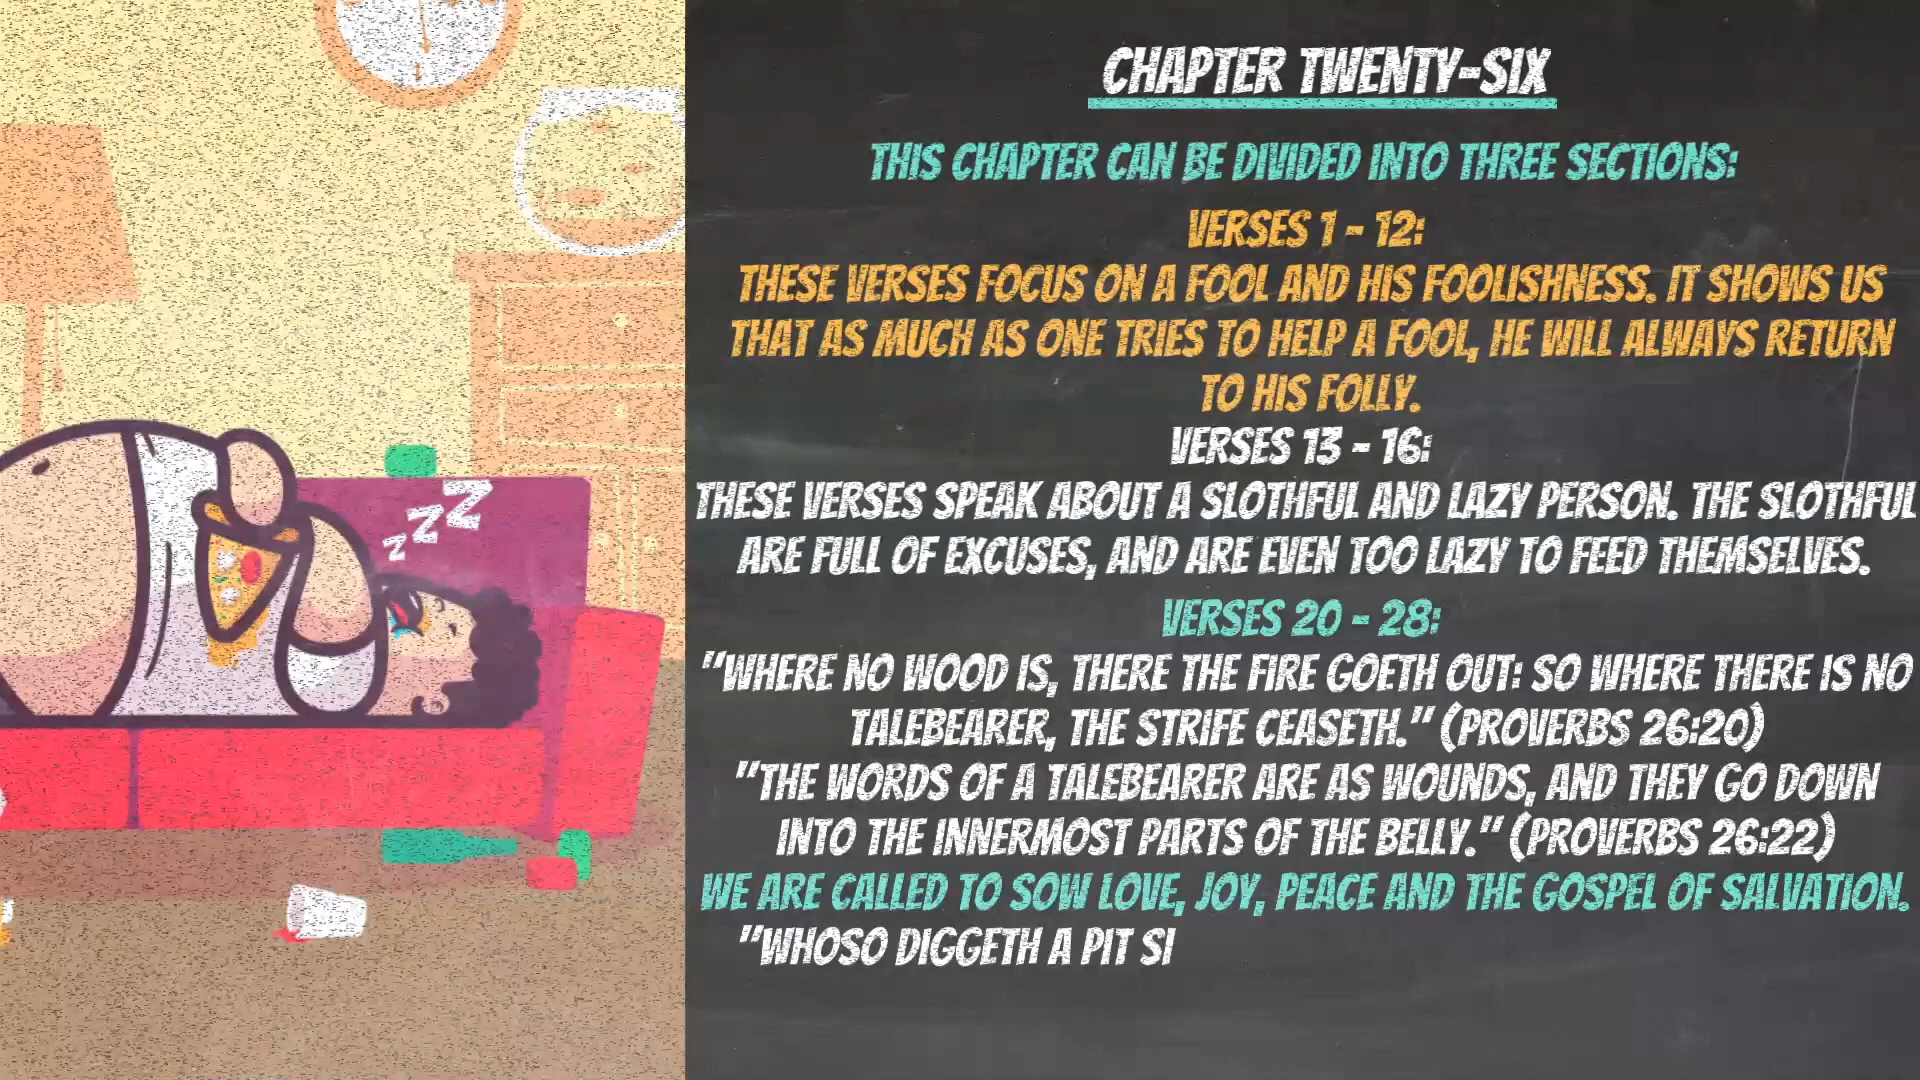 CHAPTER TWENTY-SIX
THIS CHAPTER CAN BE DIVIDED INTO THREE SECTIONS:
VERSES 1 - 12:
THESE VERSES FOCUS ON A FOOL AND HIS FOOLISHNESS. IT SHOWS US
THAT AS MUCH AS ONE TRIES TO HELP A FOOL, HE WILL ALWAYS RETURN
TO HIS FOLLY.
VERSES 13 - 16:
THESE VERSES SPEAK ABOUT A SLOTHFUL AND LAZY PERSON. THE SLOTHFUL
ARE FULL OF EXCUSES, AND ARE EVEN TOO LAZY TO FEED THEMSELVES.
VERSES 20 - 28:
"WHERE NO WOOD IS, THERE THE FIRE GOETH OUT: SO WHERE THERE IS NO
TALEBEARER, THE STRIFE CEASETH." (PROVERBS 26:20)
"THE WORDS OF A TALEBEARER ARE AS WOUNDS, AND THEY GO DOWN
INTO THE INNERMOST PARTS OF THE BELLY." (PROVERBS 26:22)
WE ARE CALLED TO SOW LOVE, JOY, PEACE AND THE GOSPEL OF SALVATION.
"WHOSO DIGGETH A PIT SI
ZZZ